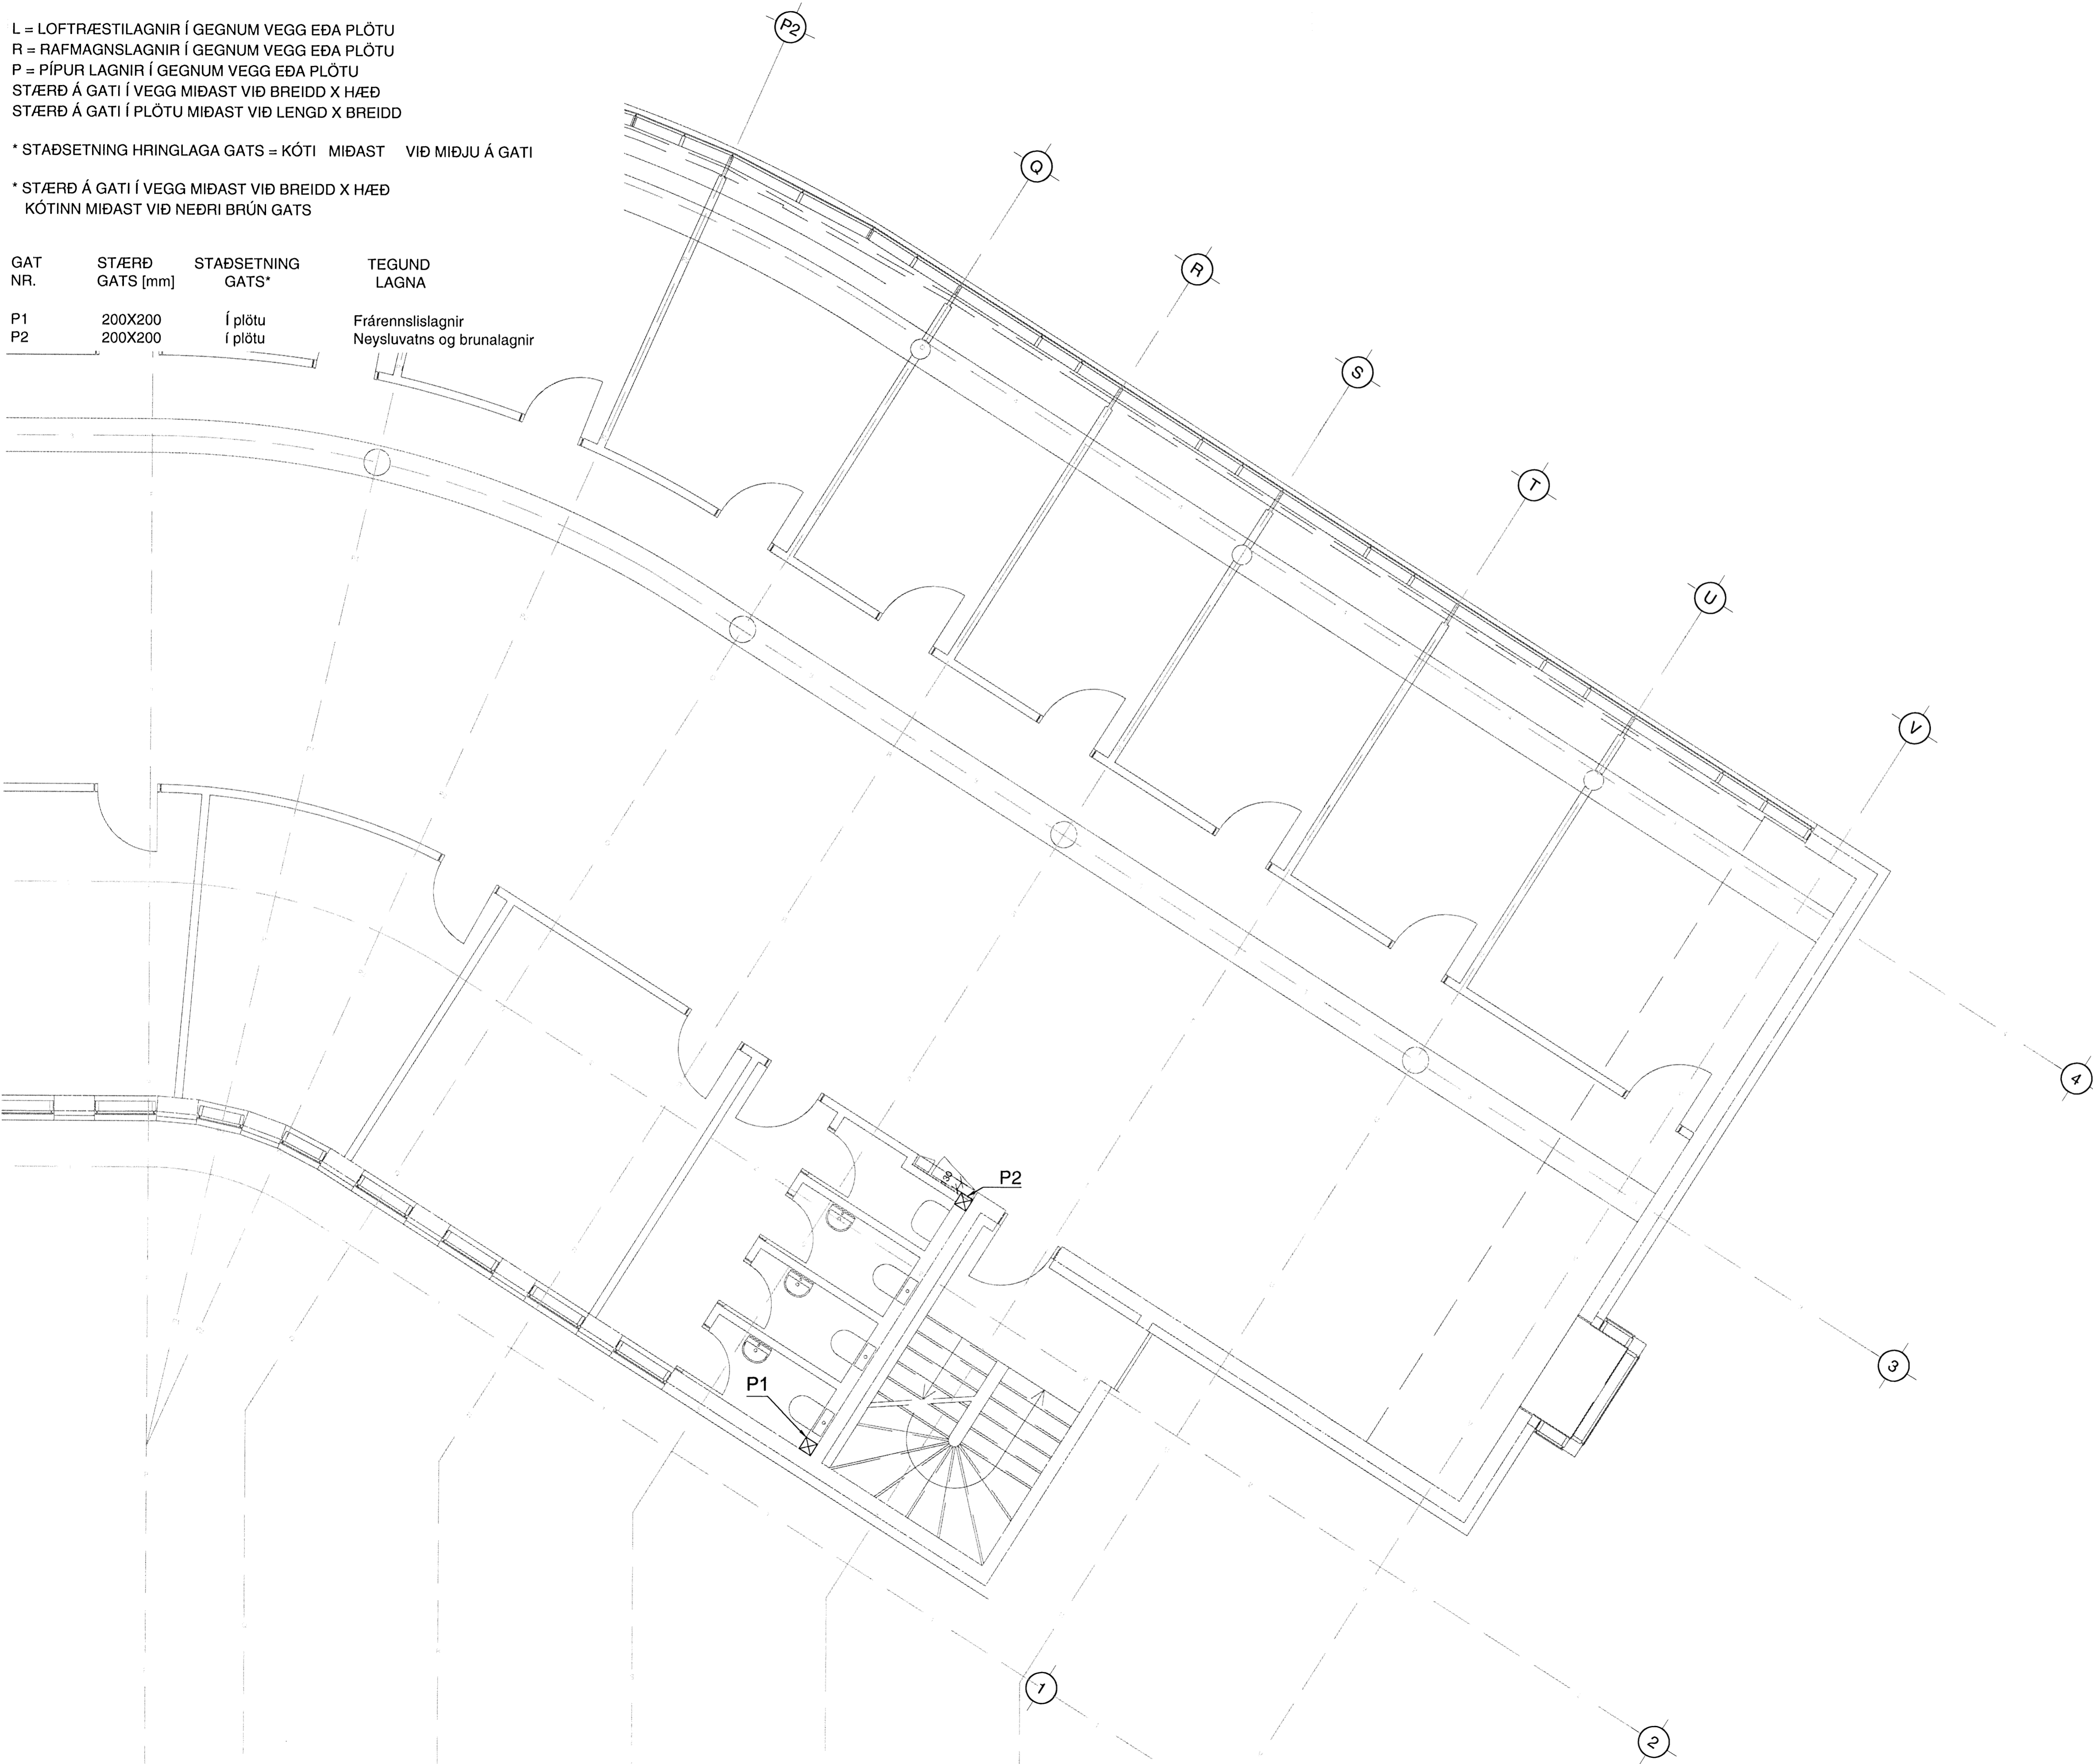 L = LOFTRÆSTILAGNIR Í GEGNUM VEGG EÐA PLÖTU
R = RAFMAGNSLAGNIR Í GEGNUM VEGG EÐA PLÖTU
P = PÍPUR LAGNIR Í GEGNUM VEGG EÐA PLÖTU
STÆRÐ Á GATI Í VEGG MIÐAST VIÐ BREIDD X HÆÐ
STÆRÐ Á GATI Í PLÖTU MIÐAST VIÐ LENGD X BREIDD
* STAÐSETNING HRINGLAGA GATS = KÓTI MIÐAST VIÐ MIÐJU Á GATI
* STÆRÐ Á GATI Í VEGG MIÐAST VIÐ BREIDD X HÆÐ
KÓTINN MIÐAST VIÐ NEÐRI BRÚN GATS
GAT STÆRÐ STAÐSETNING TEGUND
NR. GATS [mm] GATS* LAGNA
P1 200X200 Í plötu Frárennslislagnir
P2 200X200 í plötu Neysluvatns og brunalagnir
P2
Q
R
S
T
U
V
4
3
2
1
P2
P1